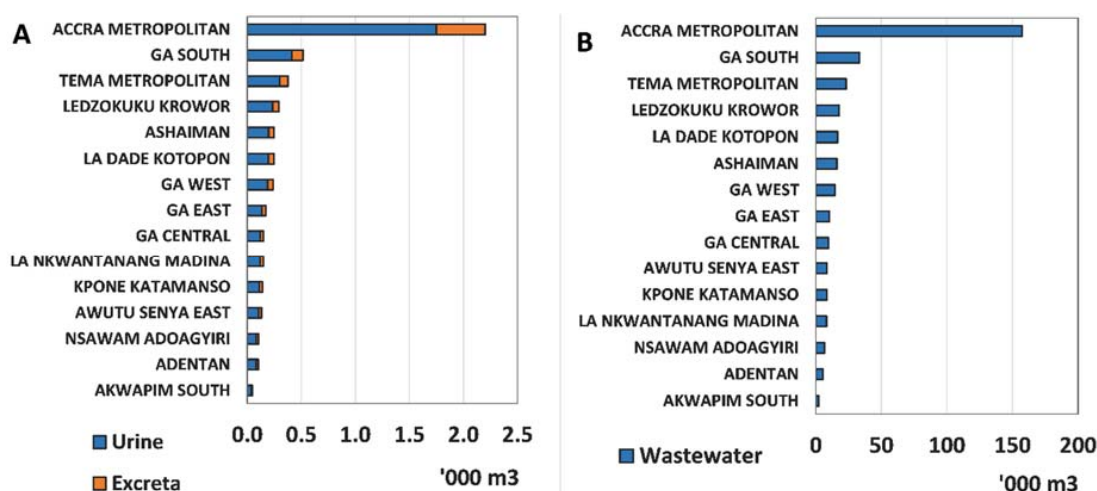 A
ACCRA METROPOLITAN
GA SOUTH
TEMA METROPOLITAN
LEDZOKUKU KROWOR
ASHAIMAN
LA DADE KOTOPON
GA WEST
GA EAST
GA CENTRAL
LA NKWANTANANG MADINA
KPONE KATAMANSO
AWUTU SENYA EAST
NSAWAM ADOAGYIRI
ADENTAN
AKWAPIM SOUTH
0.0 0.5 1.0 1.5 2.0 2.5
Urine
Excreta
'000 m3
B
ACCRA METROPOLITAN
GA SOUTH
TEMA METROPOLITAN
LEDZOKUKU KROWOR
LA DADE KOTOPON
ASHAIMAN
GA WEST
GA EAST
GA CENTRAL
AWUTU SENYA EAST
KPONE KATAMANSO
LA NKWANTANANG MADINA
NSAWAM ADOAGYIRI
ADENTAN
AKWAPIM SOUTH
0 50 100 150 200
Wastewater
'000 m3